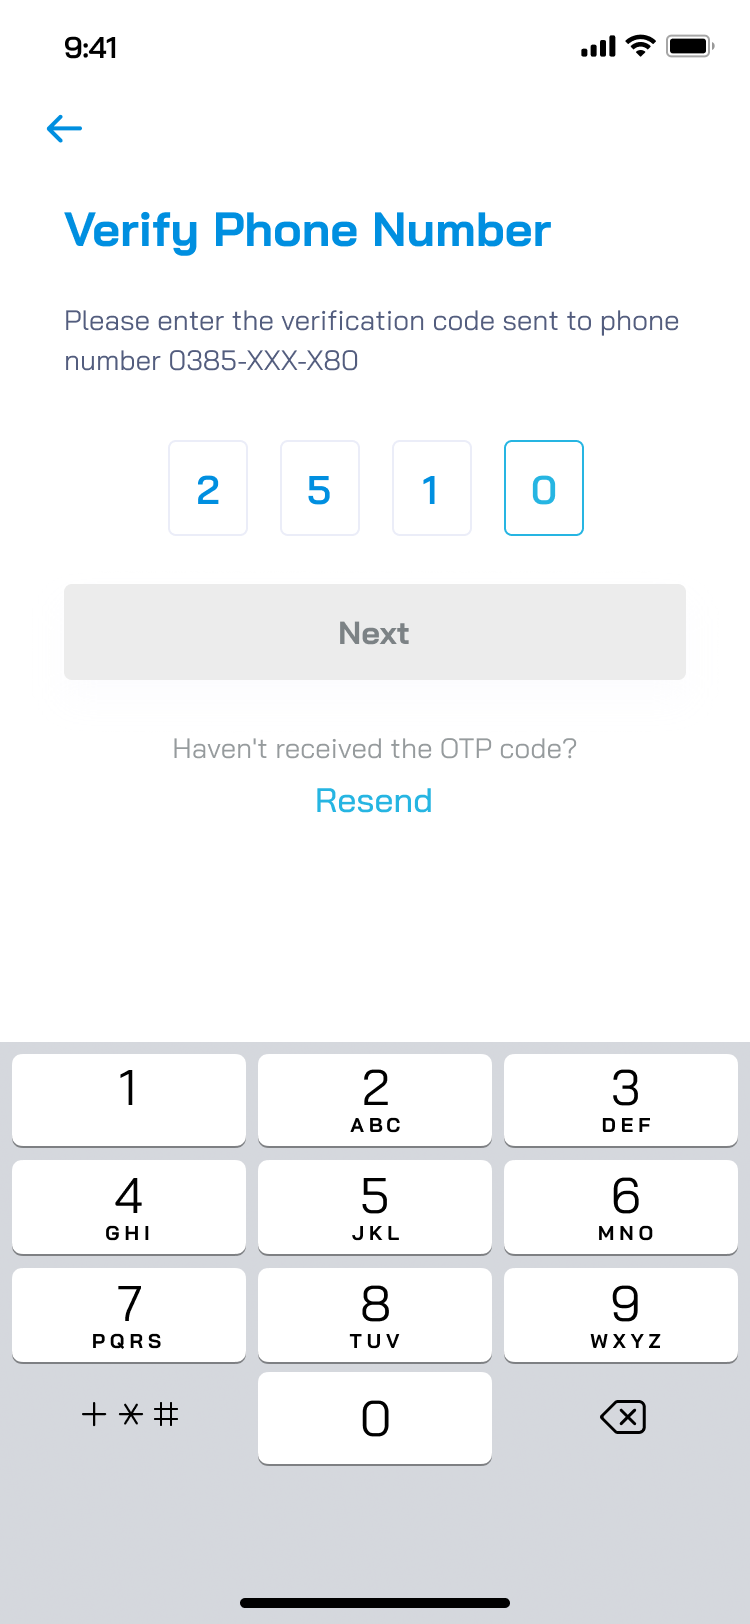 9:41
Verify Phone Number
Please enter the verification code sent to phone
number 0385-XXX-X80
2 5 1 0
Next
Haven't received the OTP code?
Resend
1 2 3
ABC DEF
4 5 6
GHI JKL MNO
7 8 9
PQRS TUV WXYZ
+ * # 0